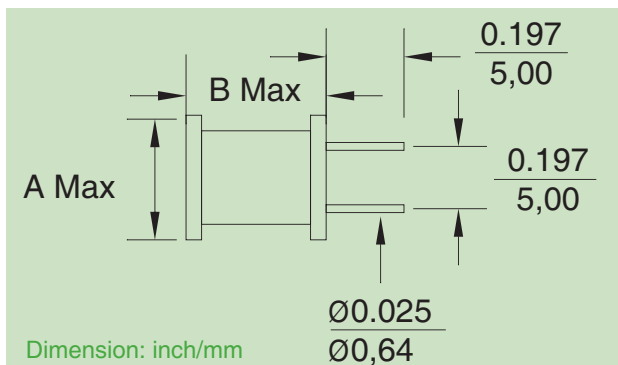 0.197
5,00
B Max
A Max
0.197
5,00
Ø0.025
Ø0,64
Dimension: inch/mm